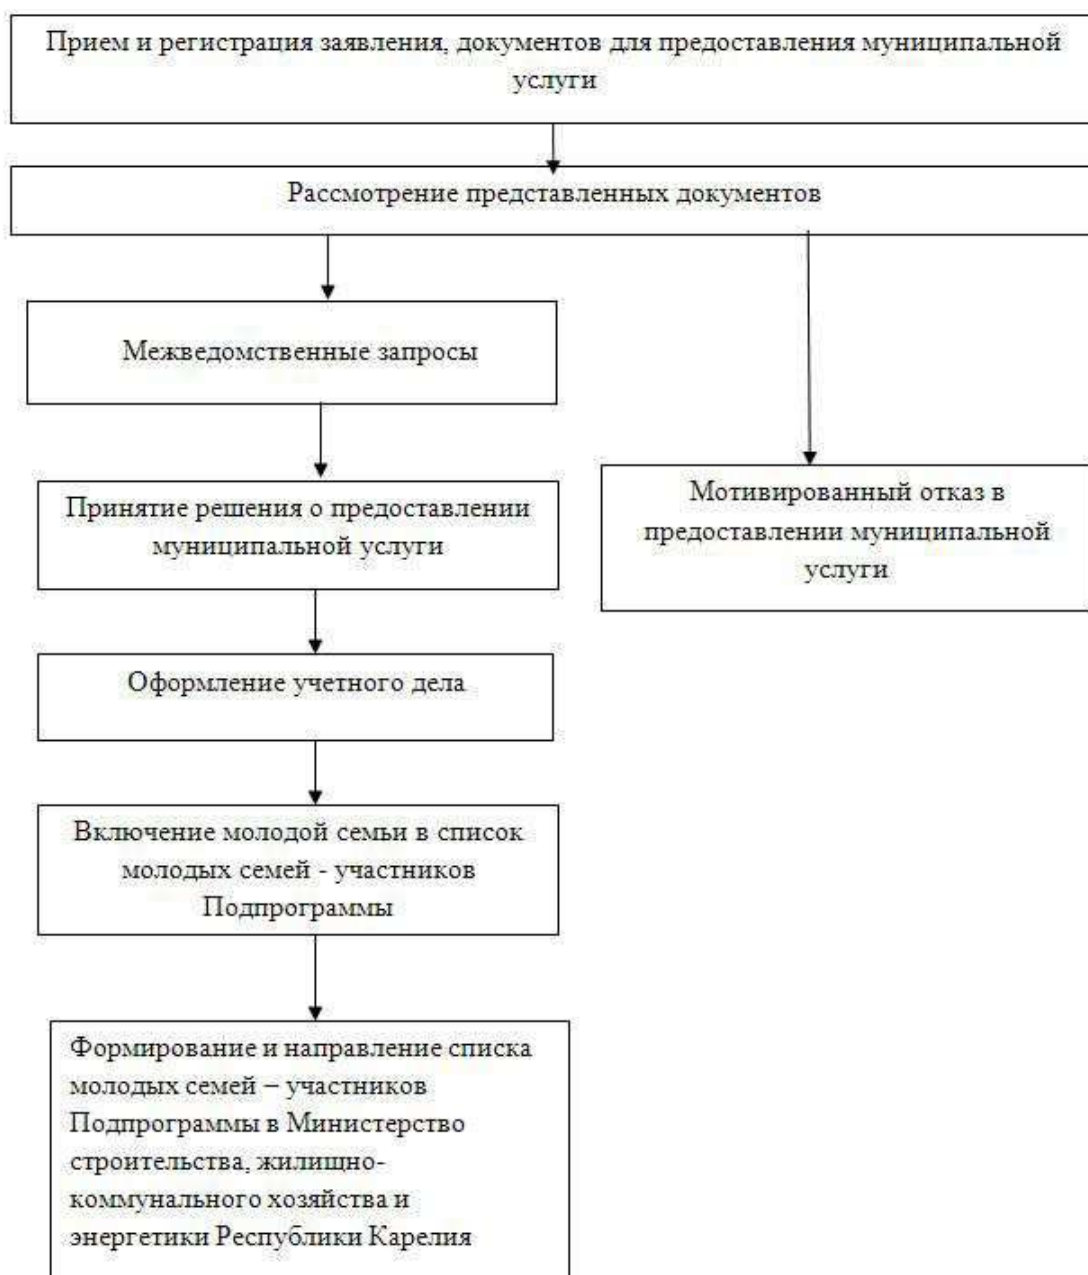 Прием и регистрация заявления, документов для предоставления муниципальной
услуги
Рассмотрение представленных документов
Межведомственные запросы
Принятие решения о предоставлении
муниципальной услуги
Мотивированный отказ в
предоставлении муниципальной
услуги
Оформление учетного дела
Включение молодой семьи в список
молодых семей - участников
Подпрограммы
Формирование и направление списка
молодых семей – участников
Подпрограммы в Министерство
строительства, жилищно-
коммунального хозяйства и
энергетики Республики Карелия